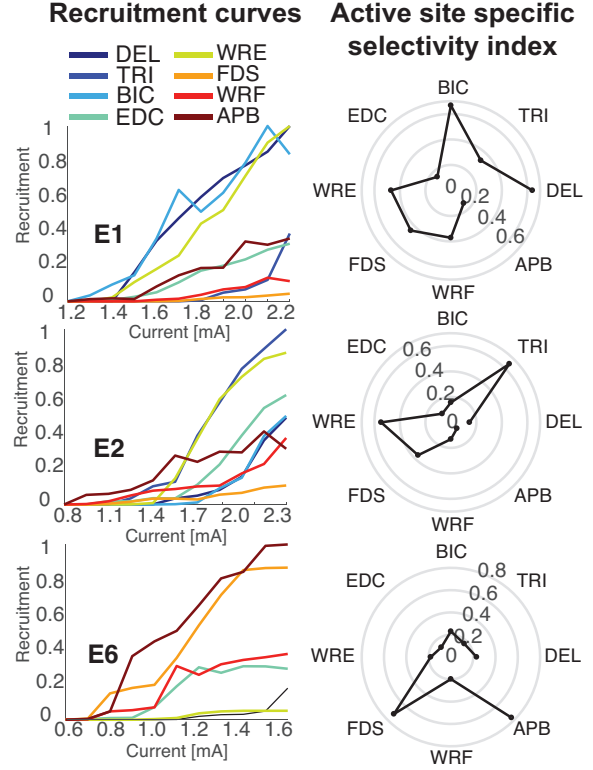 Recruitment curves
Active site specific
selectivity index
DEL
TRI
BIC
EDC
WRE
FDS
WRF
APB
1
0.8
0.6
0.4
0.2
0
Recruitment
E1
1.2 1.4 1.6 1.8 2.0 2.2
Current [mA]
BIC
TRI
DEL
APB
WRF
FDS
WRE
EDC
0
0.2
0.4
0.6
1
0.8
0.6
0.4
0.2
0
Recruitment
E2
0.8 1.1 1.4 1.7 2.0 2.3
Current [mA]
BIC
TRI
DEL
APB
WRF
FDS
WRE
EDC
0.6
0.4
0.2
0
1
0.8
0.6
0.4
0.2
0
Recruitment
E6
0.6 0.8 1.0 1.2 1.4 1.6
Current [mA]
BIC
TRI
DEL
APB
WRF
FDS
WRE
EDC
0.8
0.6
0.4
0.2
0